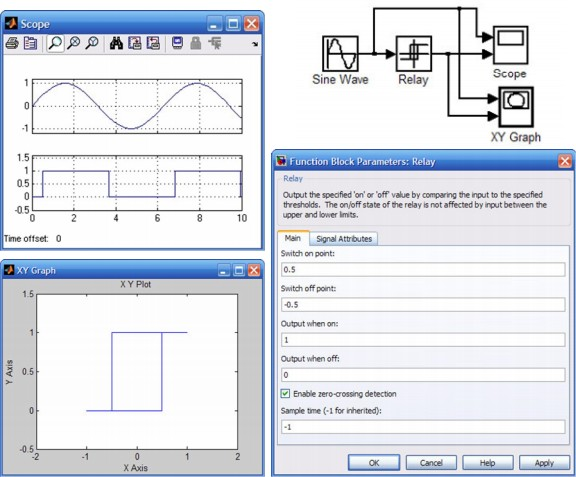 Scope
1
0
-1
1.5
1
0.5
0
-0.5
0 2 4 6 8 10
Time offset: 0
Sine Wave
Relay
Scope
XY Graph
XY Graph
X Y Plot
1.5
1
0.5
0
-0.5
-2 -1 0 1 2
X Axis
Y Axis
Function Block Parameters: Relay
Relay
Output the specified 'on' or 'off' value by comparing the input to the specified
thresholds. The on/off state of the relay is not affected by input between the
upper and lower limits.
Main Signal Attributes
Switch on point:
0.5
Switch off point:
-0.5
Output when on:
1
Output when off:
0
Enable zero-crossing detection
Sample time (-1 for inherited):
-1
OK Cancel Help Apply